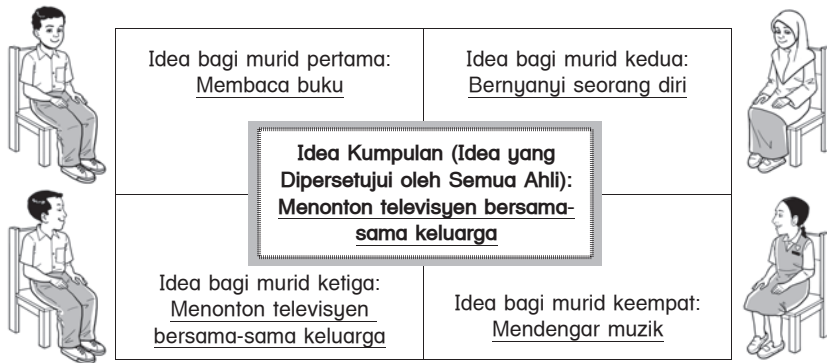 Idea bagi murid pertama:
Membaca buku
Idea bagi murid kedua:
Bernyanyi seorang diri
Idea Kumpulan (Idea yang
Dipersetujui oleh Semua Ahli):
Menonton televisyen bersama-
sama keluarga
Idea bagi murid ketiga:
Menonton televisyen
bersama-sama keluarga
Idea bagi murid keempat:
Mendengar muzik